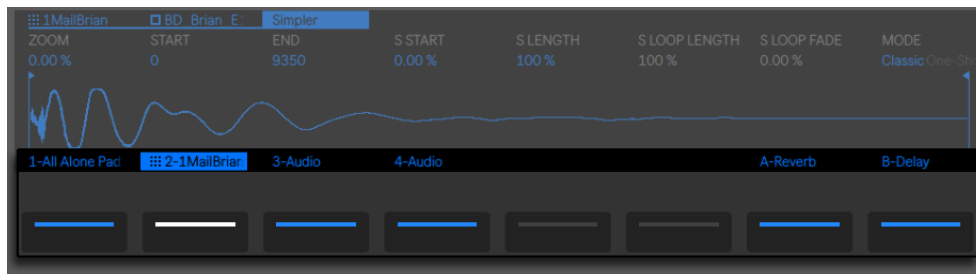 1MailBrian BD_Brian_E Simpler
ZOOM START END S START S LENGTH S LOOP LENGTH S LOOP FADE MODE
0.00 % 0 9350 0.00 % 100 % 100 % 0.00 % Classic One-Sh
1-All Alone Pad 2-1MailBrian 3-Audio 4-Audio A-Reverb B-Delay